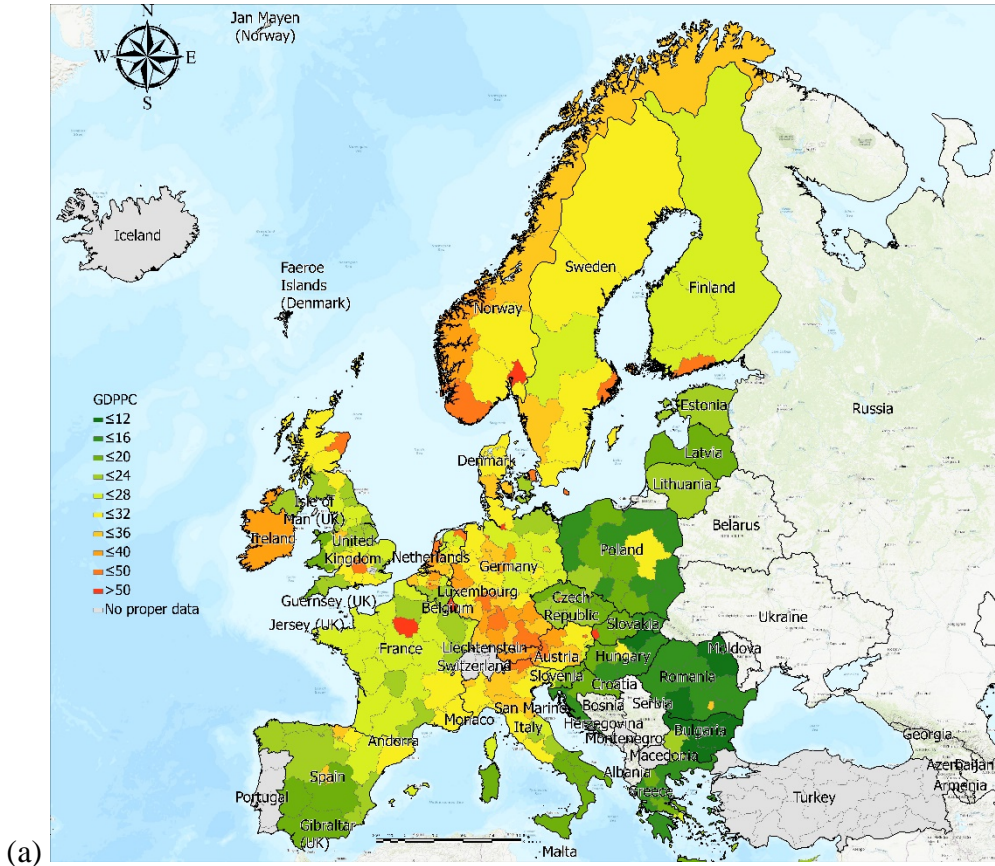 Jan Mayen
(Norway)
N
W E
S
Iceland
Faeroe
Islands
(Denmark)
Sweden
Finland
Norway
GDPPC
≤12
≤16
≤20
≤24
≤28
≤32
≤36
≤40
≤50
>50
No proper data
Estonia
Russia
Latvia
Denmark
Lithuania
Isle of
Man (UK)
Ireland
United
Kingdom
Belarus
Netherlands
Poland
Germany
Luxembourg
Belgium
Guernsey (UK)
Jersey (UK)
Czech
Republic
Ukraine
Slovakia
France
Liechtenstein
Switzerland
Austria
Hungary
Moldova
Slovenia
Romania
Croatia
San Marino
Bosnia
Serbia
Monaco
Italy
Herzegovina
Montenegro
Bulgaria
Andorra
Macedonia
Georgia
Spain
Albania
Azerbaijan
Armenia
Portugal
Greece
Turkey
Gibraltar
(UK)
Malta
(a)